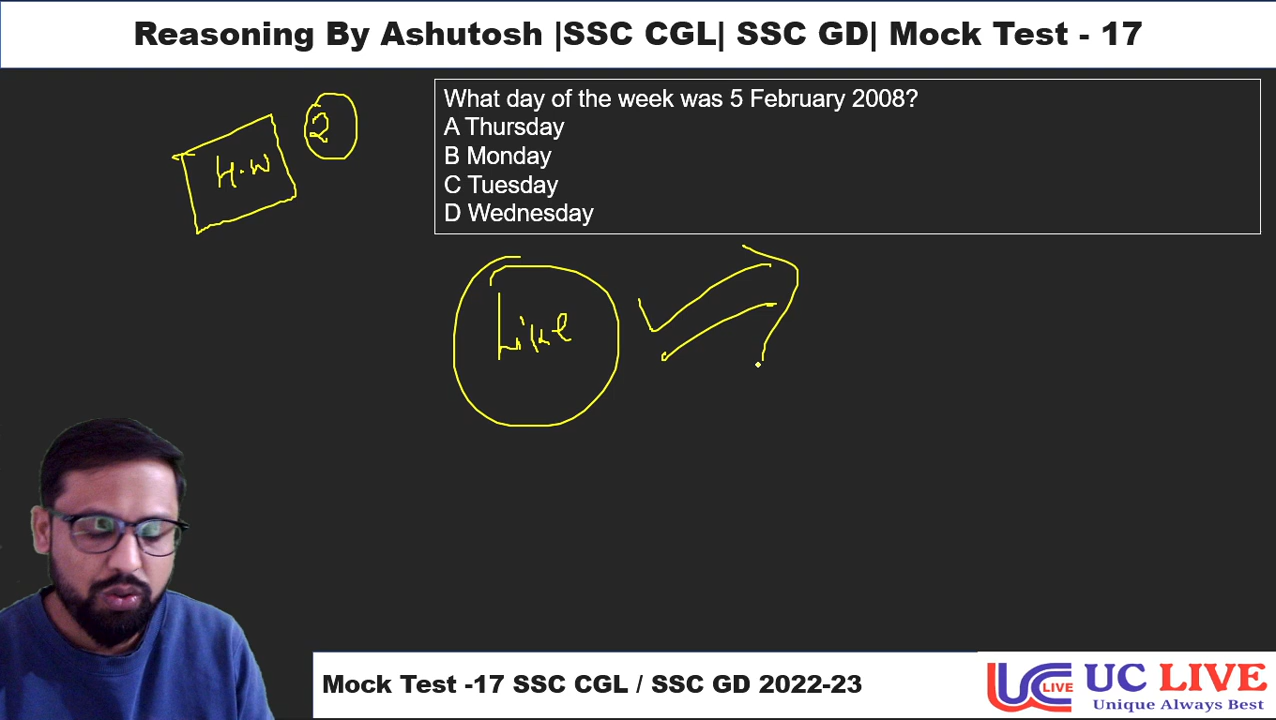 Reasoning By Ashutosh |SSC CGL| SSC GD| Mock Test - 17
H.W
2
What day of the week was 5 February 2008?
A Thursday
B Monday
C Tuesday
D Wednesday
Like
Mock Test -17 SSC CGL / SSC GD 2022-23
UC LIVE
UC LIVE
Unique Always Best